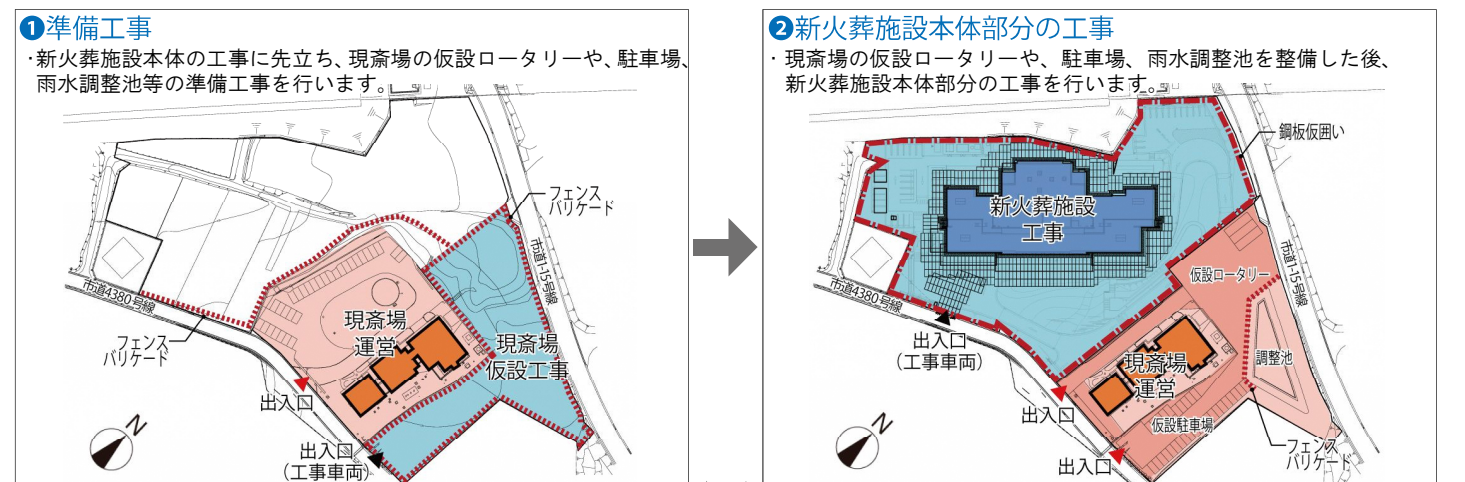 ❶準備工事
・新火葬施設本体の工事に先立ち、現斎場の仮設ロータリーや、駐車場、
雨水調整池等の準備工事を行います。
フェンス
バリケード
市道1-15号線
市道4380号線
フェンス
バリケード
現斎場
運営
現斎場
仮設工事
出入口
出入口
（工事車両）
N
❷新火葬施設本体部分の工事
・現斎場の仮設ロータリーや、駐車場、雨水調整池を整備した後、
新火葬施設本体部分の工事を行います。
鋼板仮囲い
新火葬施設
工事
市道1-15号線
仮設ロータリー
市道4380号線
出入口
（工事車両）
調整池
現斎場
運営
出入口
仮設駐車場
フェンス
バリケード
出入口
N